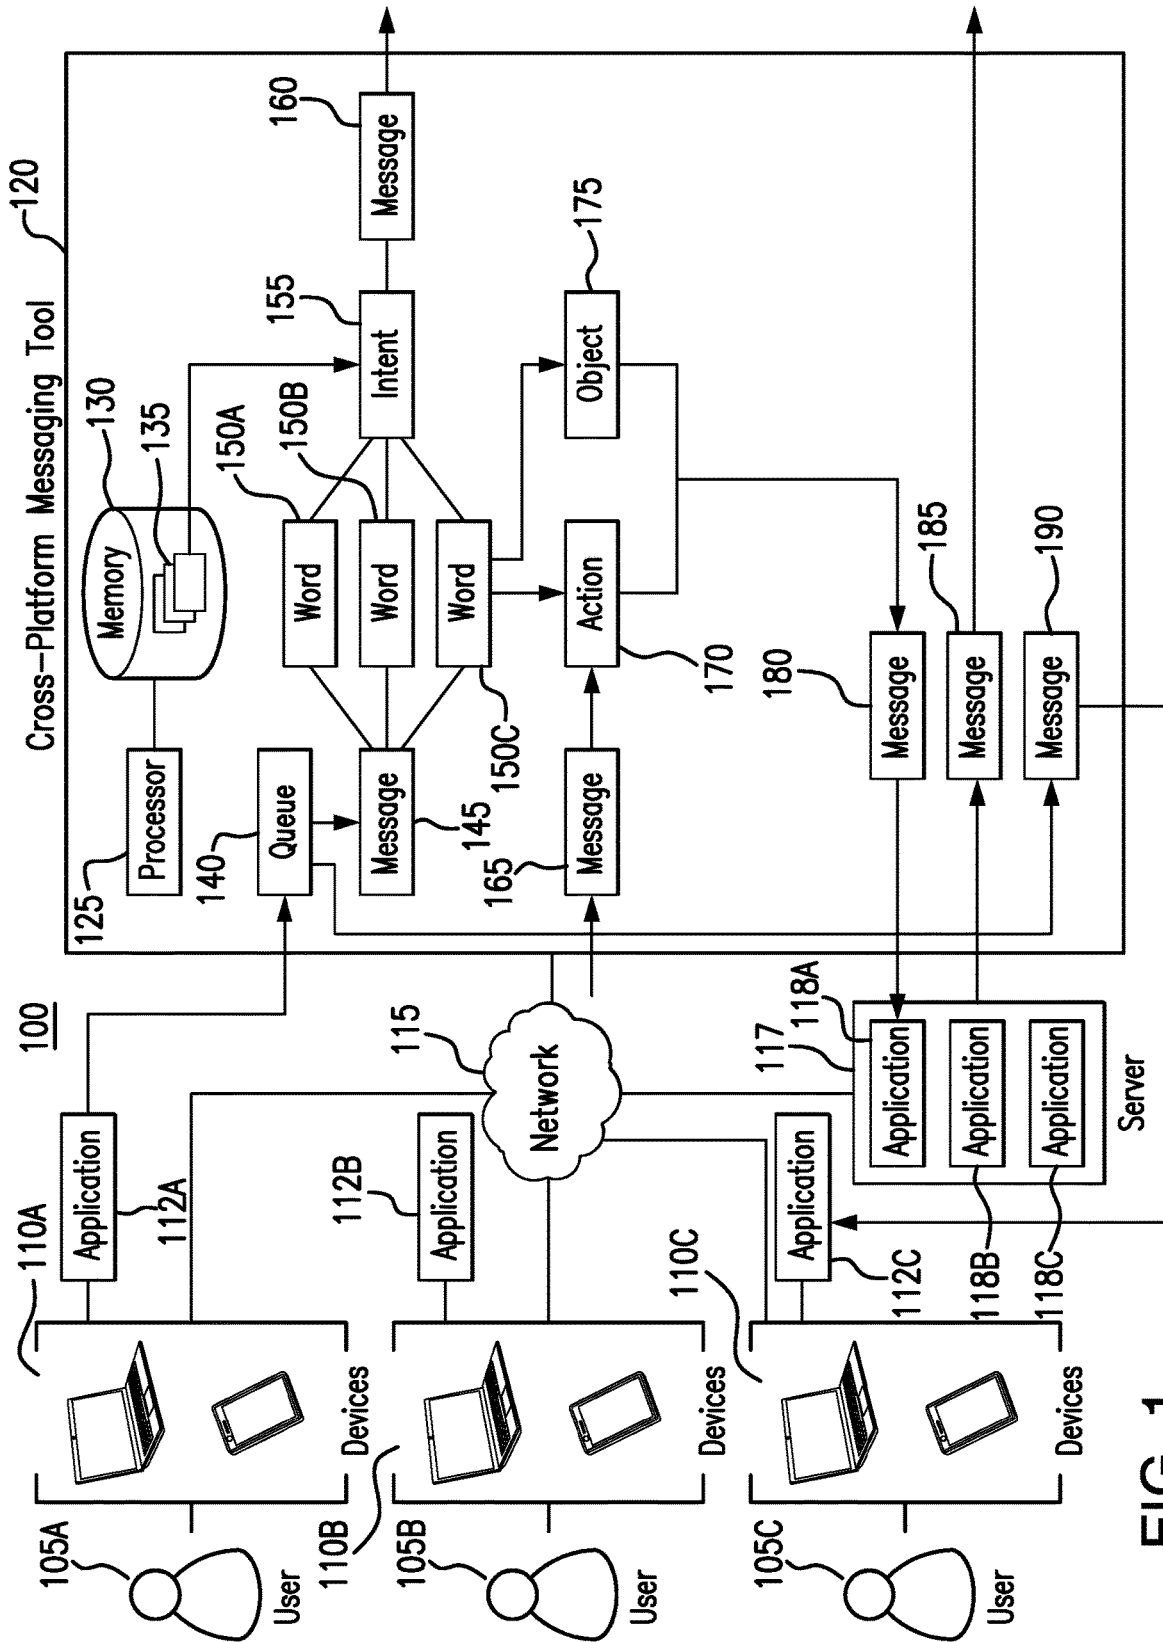 100
Cross-Platform Messaging Tool
120
105A
User
110A
Devices
Application
112A
105B
User
110B
Devices
Application
112B
105C
User
110C
Devices
Application
112C
Network
115
117
Application
118A
Application
118B
Application
118C
Server
125
Processor
130
Memory
135
140
Queue
Message
145
Word
150A
Word
150B
Word
150C
Intent
155
Message
160
165
Message
Action
170
Object
175
180
Message
185
Message
190
Message
FIG. 1